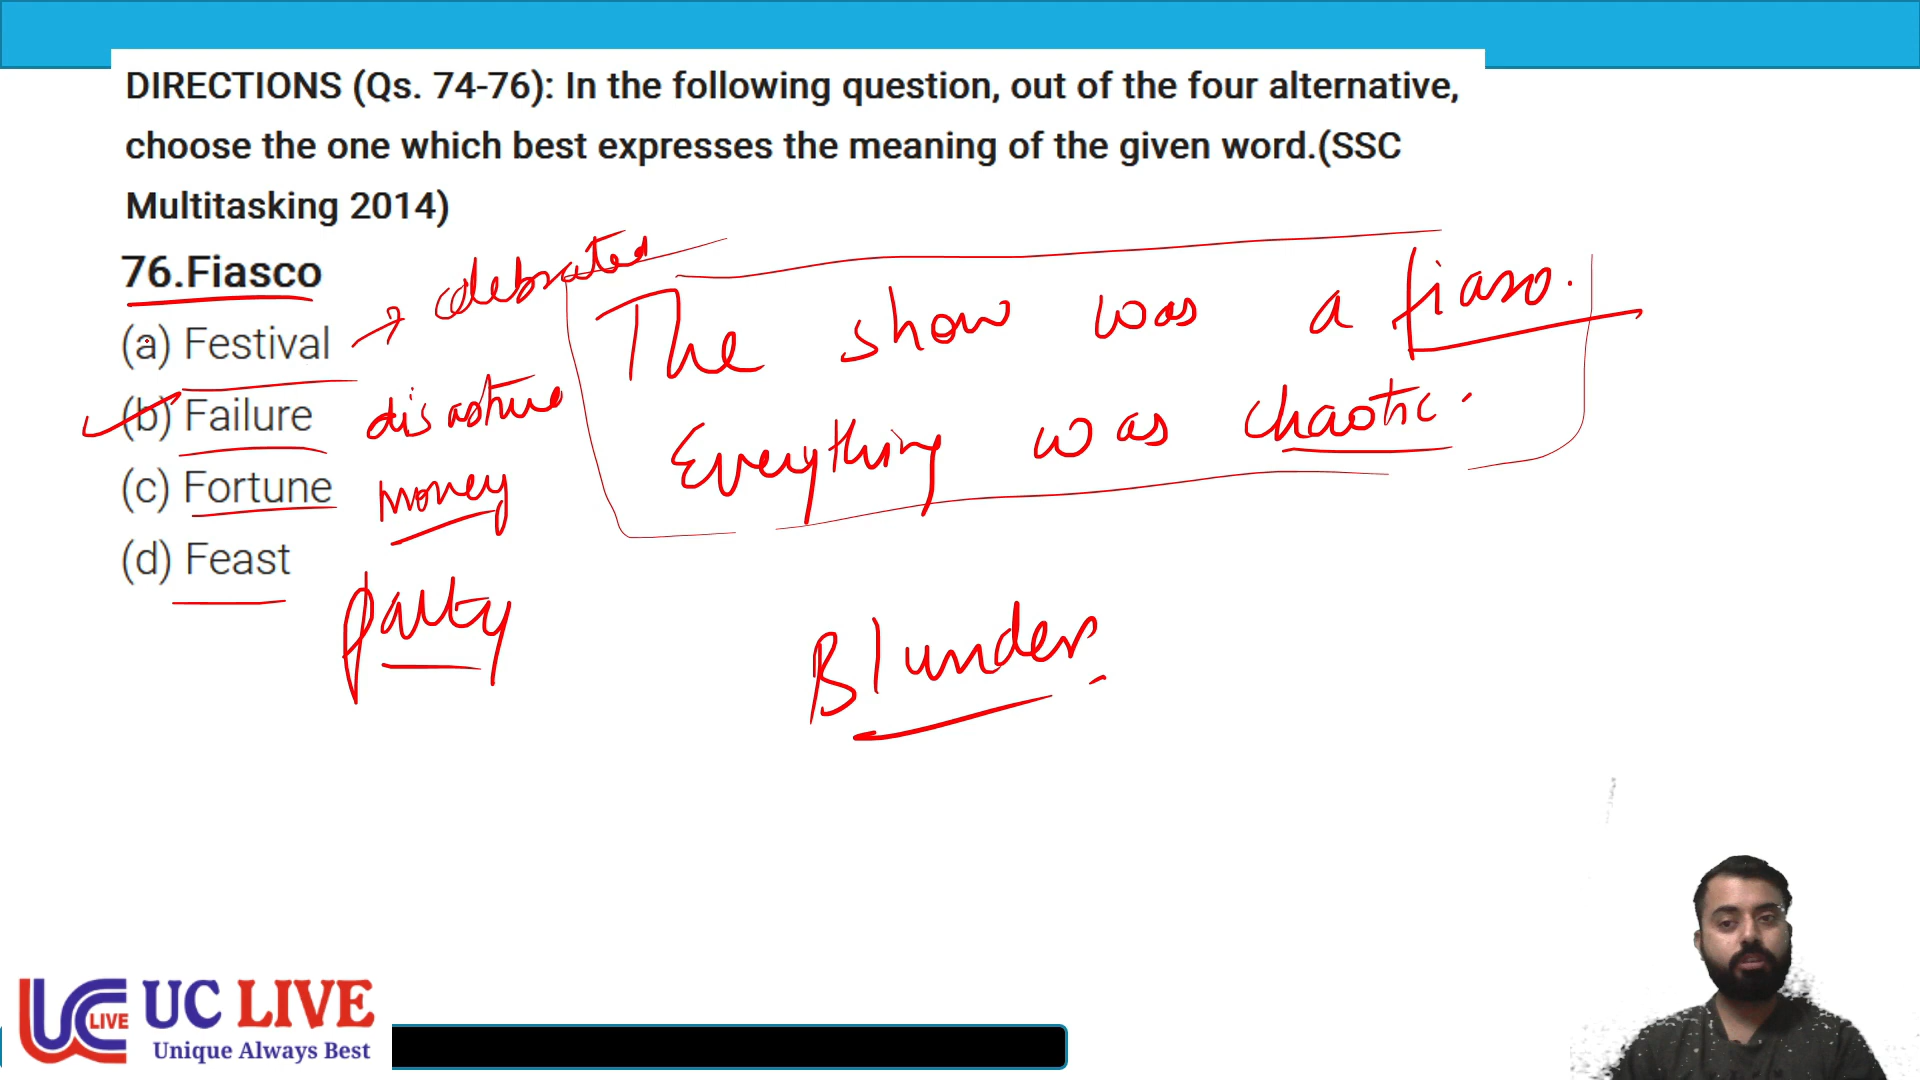 DIRECTIONS (Qs. 74-76): In the following question, out of the four alternative,
choose the one which best expresses the meaning of the given word.(SSC
Multitasking 2014)
76.Fiasco
(a) Festival → celebrated
(b) Failure
(c) Fortune money
(d) Feast
party
The show was a fiasco.
Everything was chaotic.
Blunder
UC LIVE
LIVE
Unique Always Best